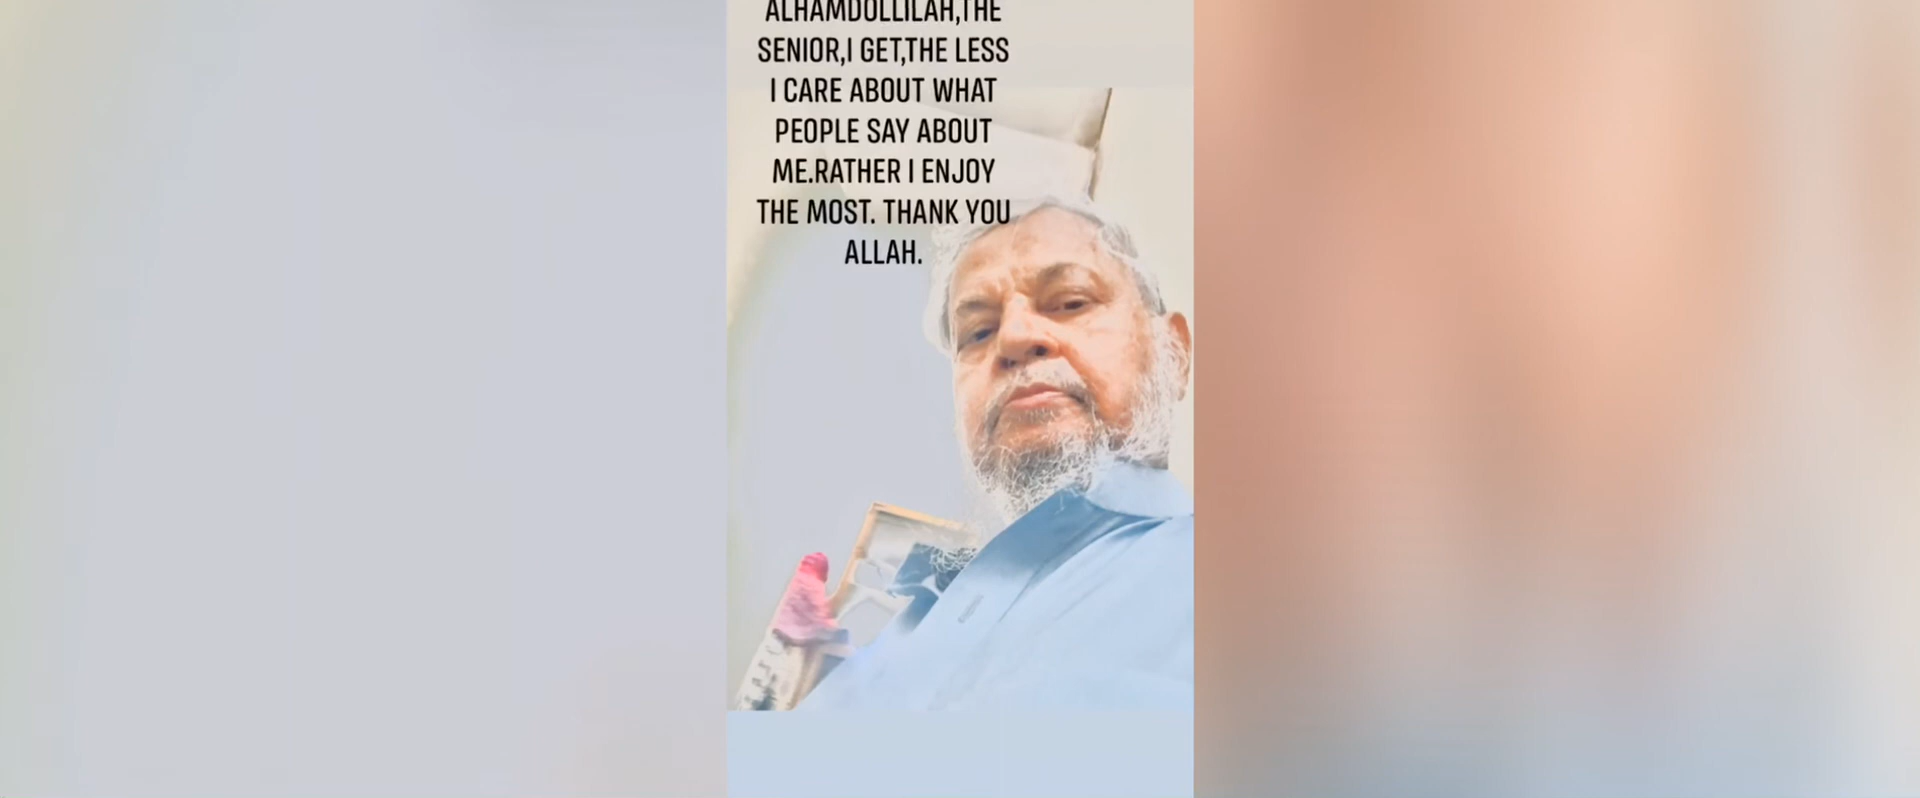 ALHAMDOLLILAH,THE
SENIOR,I GET,THE LESS
I CARE ABOUT WHAT
PEOPLE SAY ABOUT
ME.RATHER I ENJOY
THE MOST. THANK YOU
ALLAH.